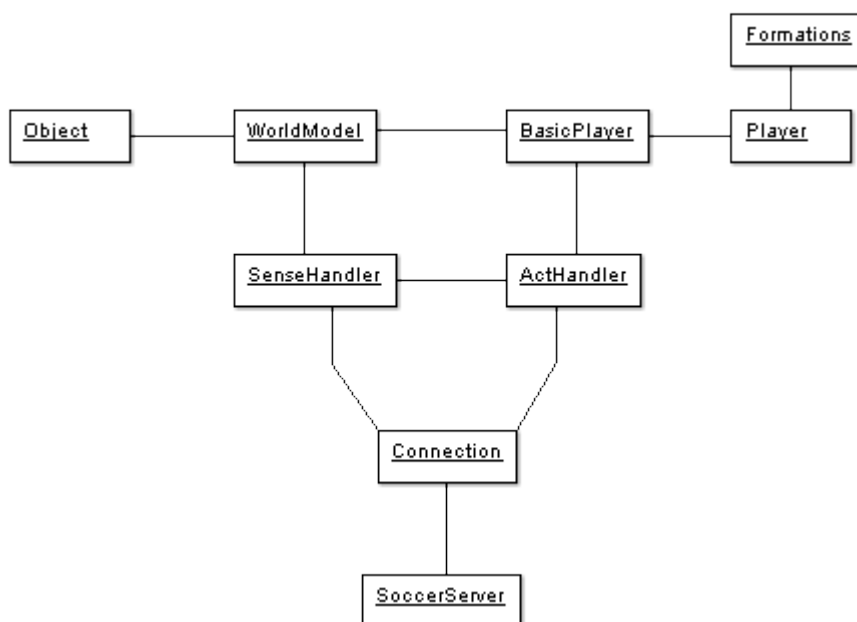 Formations
Object
WorldModel
BasicPlayer
Player
SenseHandler
ActHandler
Connection
SoccerServer